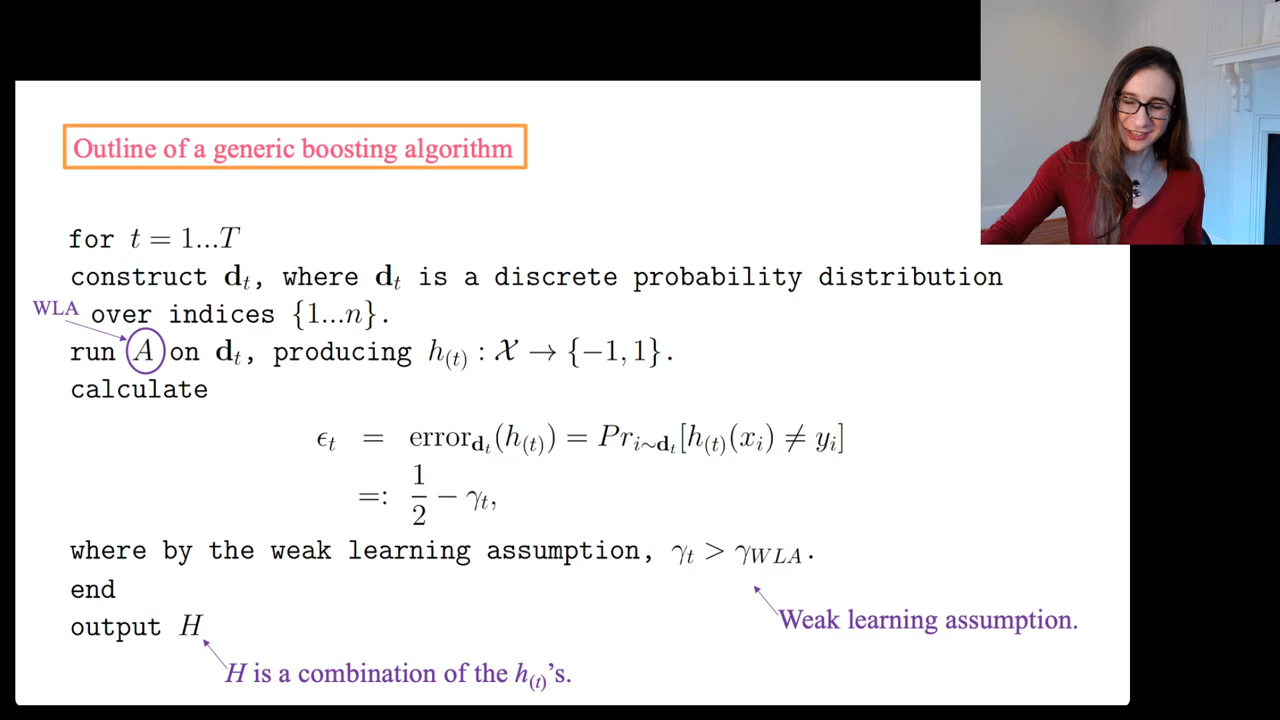 Outline of a generic boosting algorithm
for t = 1...T
construct d_t, where d_t is a discrete probability distribution
WLA
over indices {1...n}.
run A on d_t, producing h_(t) : 𝒳 → {−1, 1}.
calculate
ϵ_t = error_{d_t}(h_(t)) = Pr_{i∼d_t}[h_(t)(x_i) ≠ y_i]
=: 1/2 − γ_t,
where by the weak learning assumption, γ_t > γ_WLA.
end
Weak learning assumption.
output H
H is a combination of the h_(t)'s.